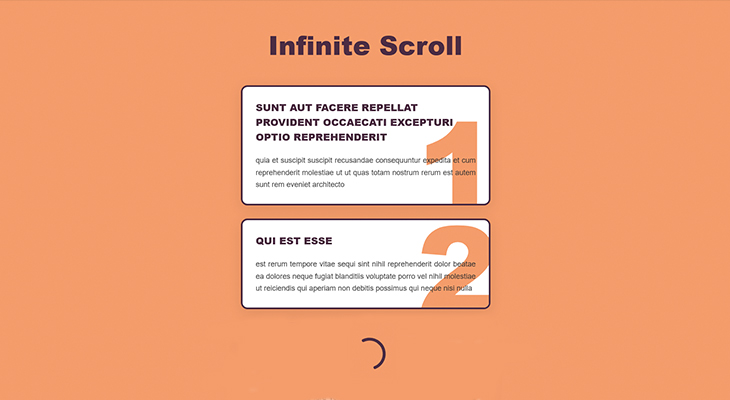 Infinite Scroll
SUNT AUT FACERE REPELLAT
PROVIDENT OCCAECATI EXCEPTURI
OPTIO REPREHENDERIT
1
quia et suscipit suscipit recusandae consequuntur expedita et cum
reprehenderit molestiae ut ut quas totam nostrum rerum est autem
sunt rem eveniet architecto
QUI EST ESSE
2
est rerum tempore vitae sequi sint nihil reprehenderit dolor beatae
ea dolores neque fugiat blanditiis voluptate porro vel nihil molestiae
ut reiciendis qui aperiam non debitis possimus qui neque nisi nulla